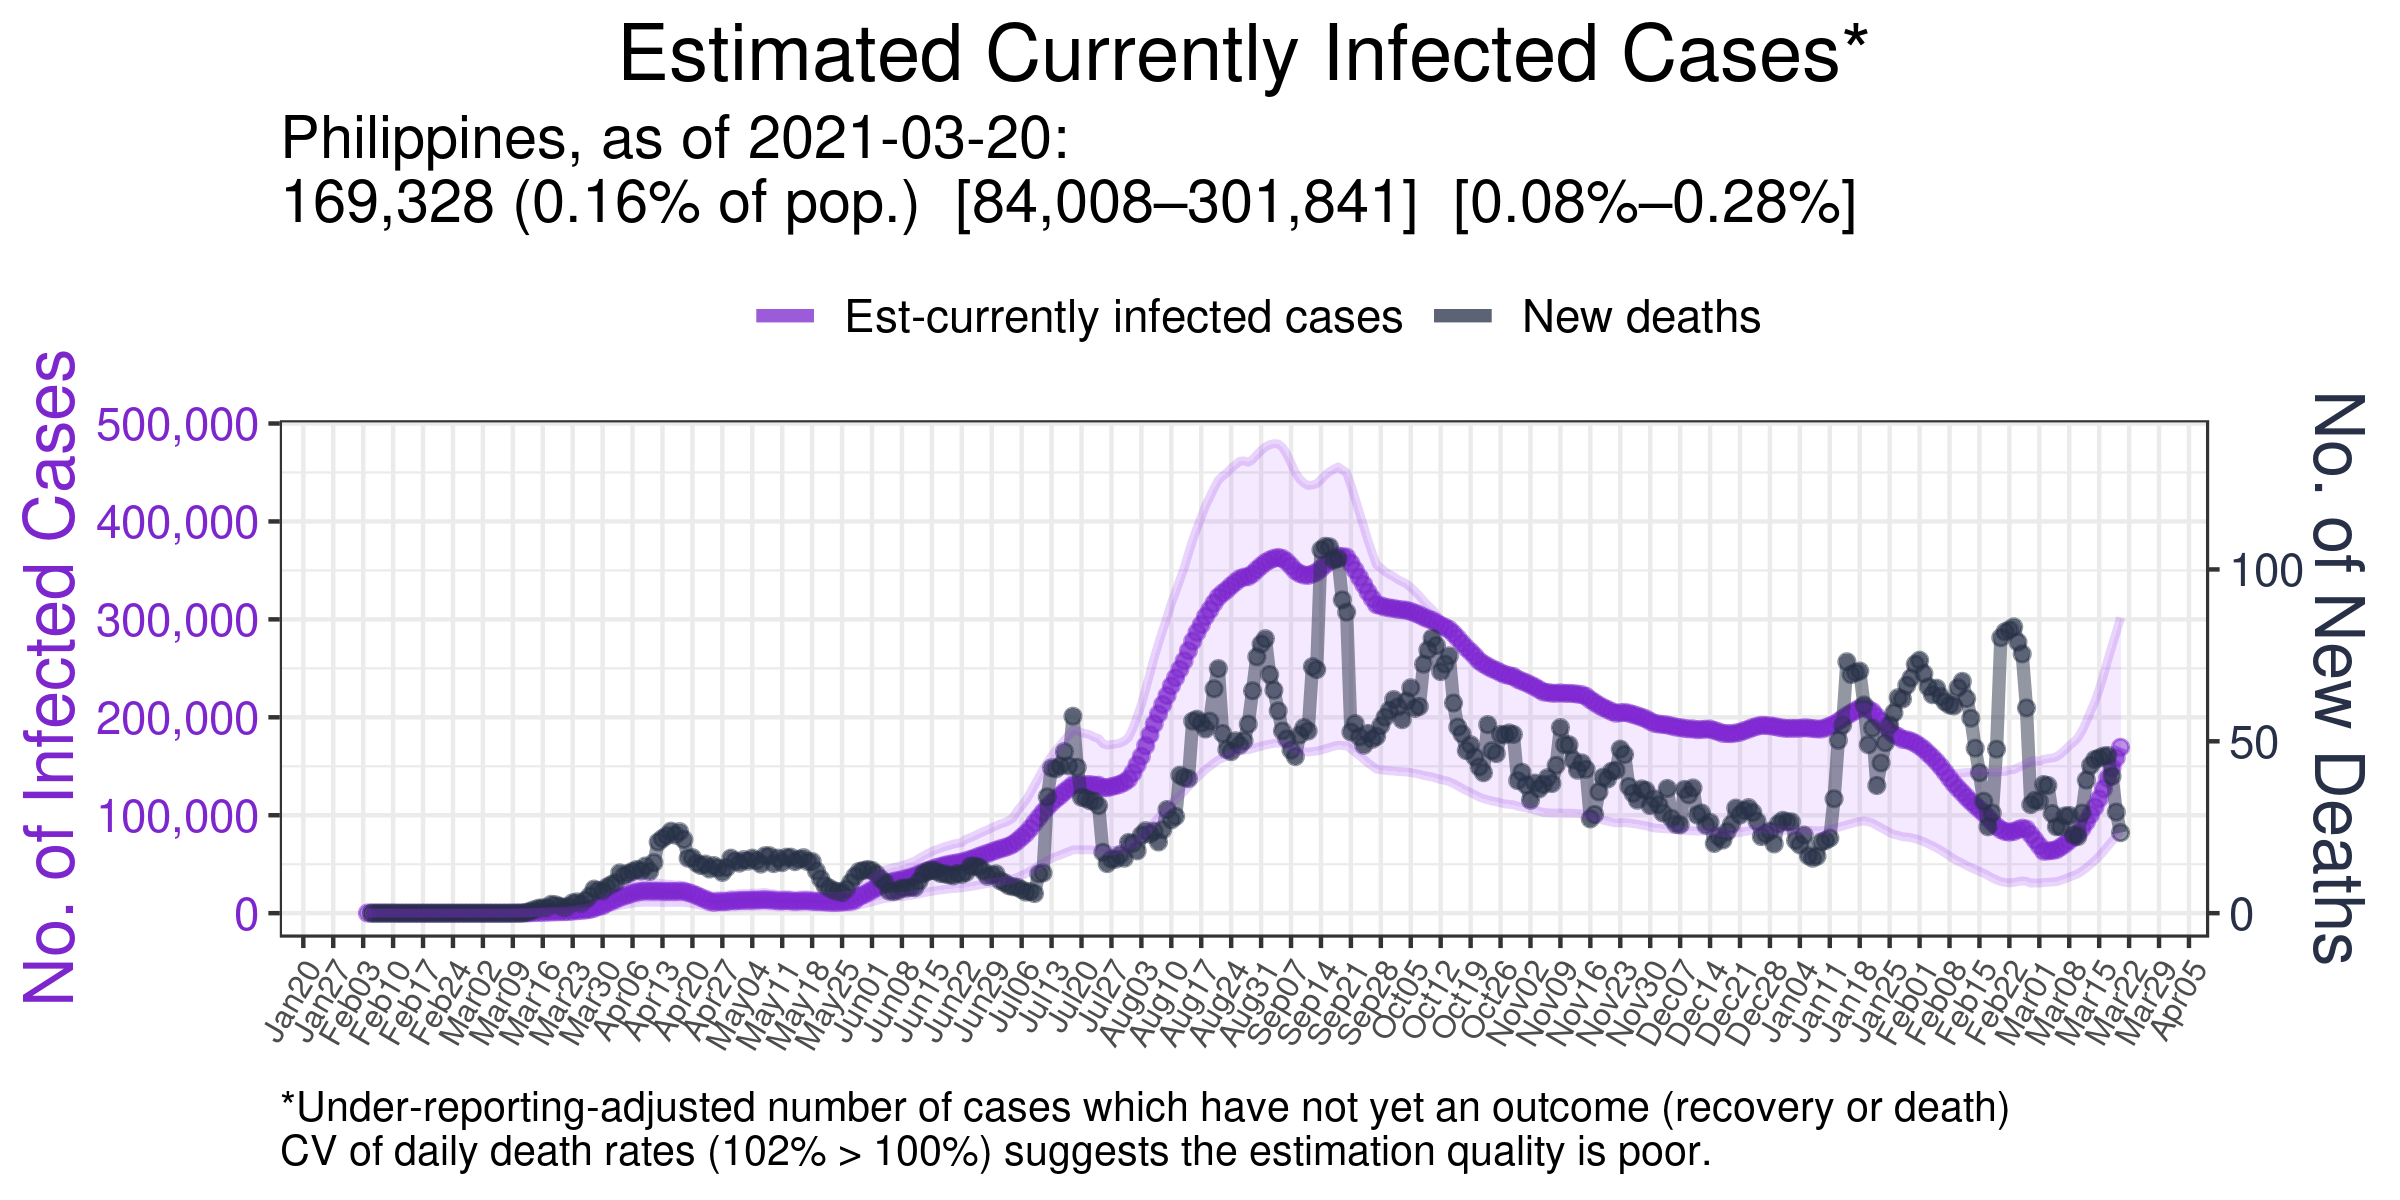 Estimated Currently Infected Cases*
Philippines, as of 2021-03-20:
169,328 (0.16% of pop.)  [84,008–301,841]  [0.08%–0.28%]
Est-currently infected cases
New deaths
No. of Infected Cases
500,000
400,000
300,000
200,000
100,000
0
No. of New Deaths
100
50
0
Jan20
Jan27
Feb03
Feb10
Feb17
Feb24
Mar02
Mar09
Mar16
Mar23
Mar30
Apr06
Apr13
Apr20
Apr27
May04
May11
May18
May25
Jun01
Jun08
Jun15
Jun22
Jun29
Jul06
Jul13
Jul20
Jul27
Aug03
Aug10
Aug17
Aug24
Aug31
Sep07
Sep14
Sep21
Sep28
Oct05
Oct12
Oct19
Oct26
Nov02
Nov09
Nov16
Nov23
Nov30
Dec07
Dec14
Dec21
Dec28
Jan04
Jan11
Jan18
Jan25
Feb01
Feb08
Feb15
Feb22
Mar01
Mar08
Mar15
Mar22
Mar29
Apr05
*Under-reporting-adjusted number of cases which have not yet an outcome (recovery or death)
CV of daily death rates (102% > 100%) suggests the estimation quality is poor.